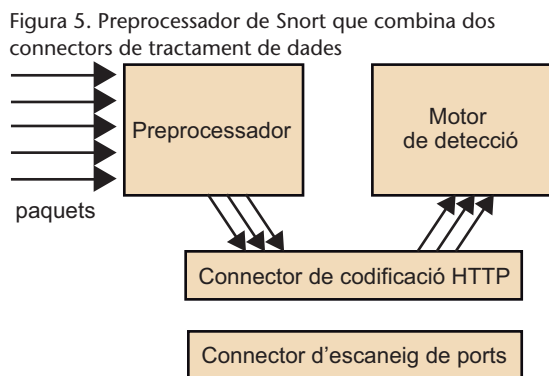 Figura 5. Preprocessador de Snort que combina dos
connectors de tractament de dades
Preprocessador
Motor
de detecció
paquets
Connector de codificació HTTP
Connector d'escaneig de ports